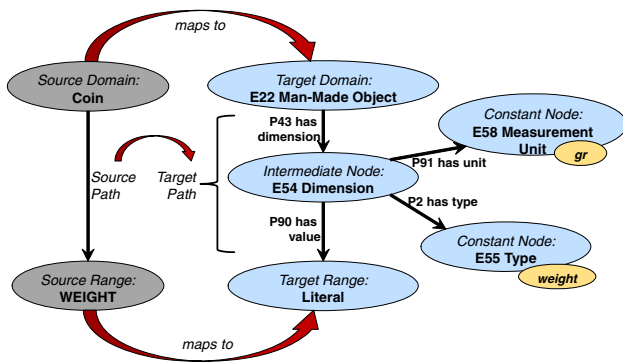 maps to
Source Domain:
Coin
Target Domain:
E22 Man-Made Object
Constant Node:
E58 Measurement
Unit
gr
P43 has
dimension
P91 has unit
Source
Path
Target
Path
Intermediate Node:
E54 Dimension
P2 has type
P90 has
value
Constant Node:
E55 Type
weight
Source Range:
WEIGHT
Target Range:
Literal
maps to